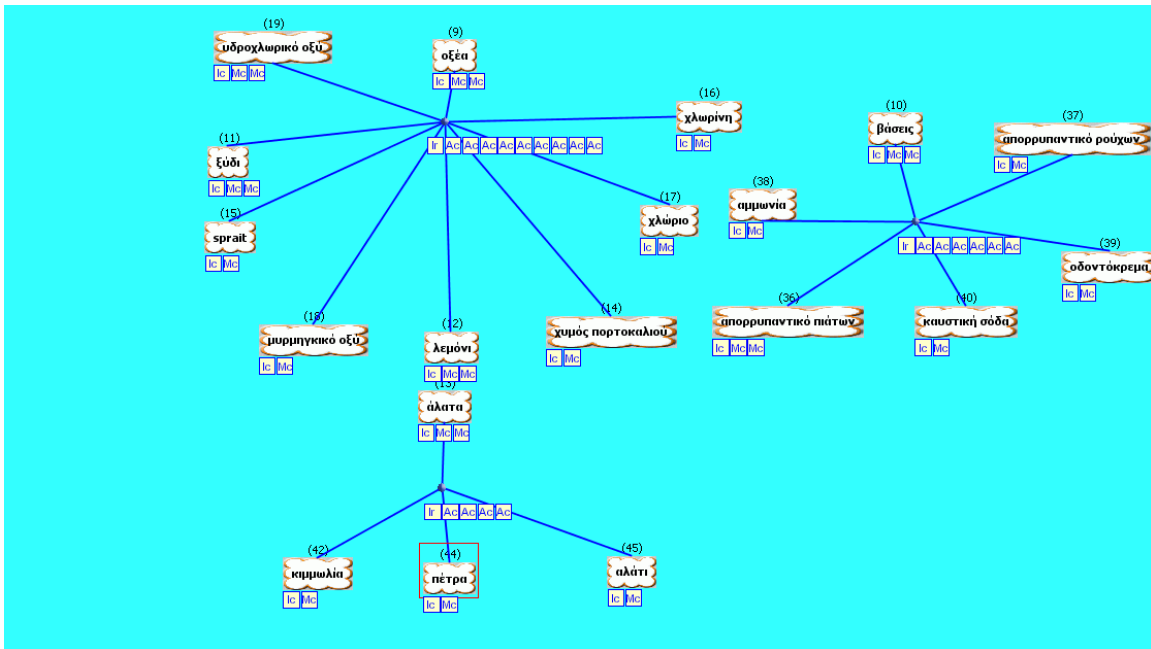 (19)
υδροχλωρικό οξύ
Ic Mc Mc
(9)
οξέα
Ic Mc Mc
(16)
χλωρίνη
Ic Mc
(10)
βάσεις
Ic Mc Mc
(37)
απορρυπαντικό ρούχων
Ic Mc
(11)
ξύδι
Ic Mc Mc
Ir Ac Ac Ac Ac Ac Ac Ac Ac Ac
(38)
αμμωνία
Ic Mc
(17)
χλώριο
Ic Mc
(15)
sprait
Ic Mc
Ir Ac Ac Ac Ac Ac Ac
(39)
οδοντόκρεμα
Ic Mc
(18)
μυρμηγκικό οξύ
Ic Mc
(12)
λεμόνι
Ic Mc Mc
(14)
χυμός πορτοκαλιού
Ic Mc
(36)
απορρυπαντικό πιάτων
Ic Mc Mc
(40)
καυστική σόδα
Ic Mc
(13)
άλατα
Ic Mc Mc
Ir Ac Ac Ac Ac
(42)
κιμμωλία
Ic Mc
(44)
πέτρα
Ic Mc
(45)
αλάτι
Ic Mc